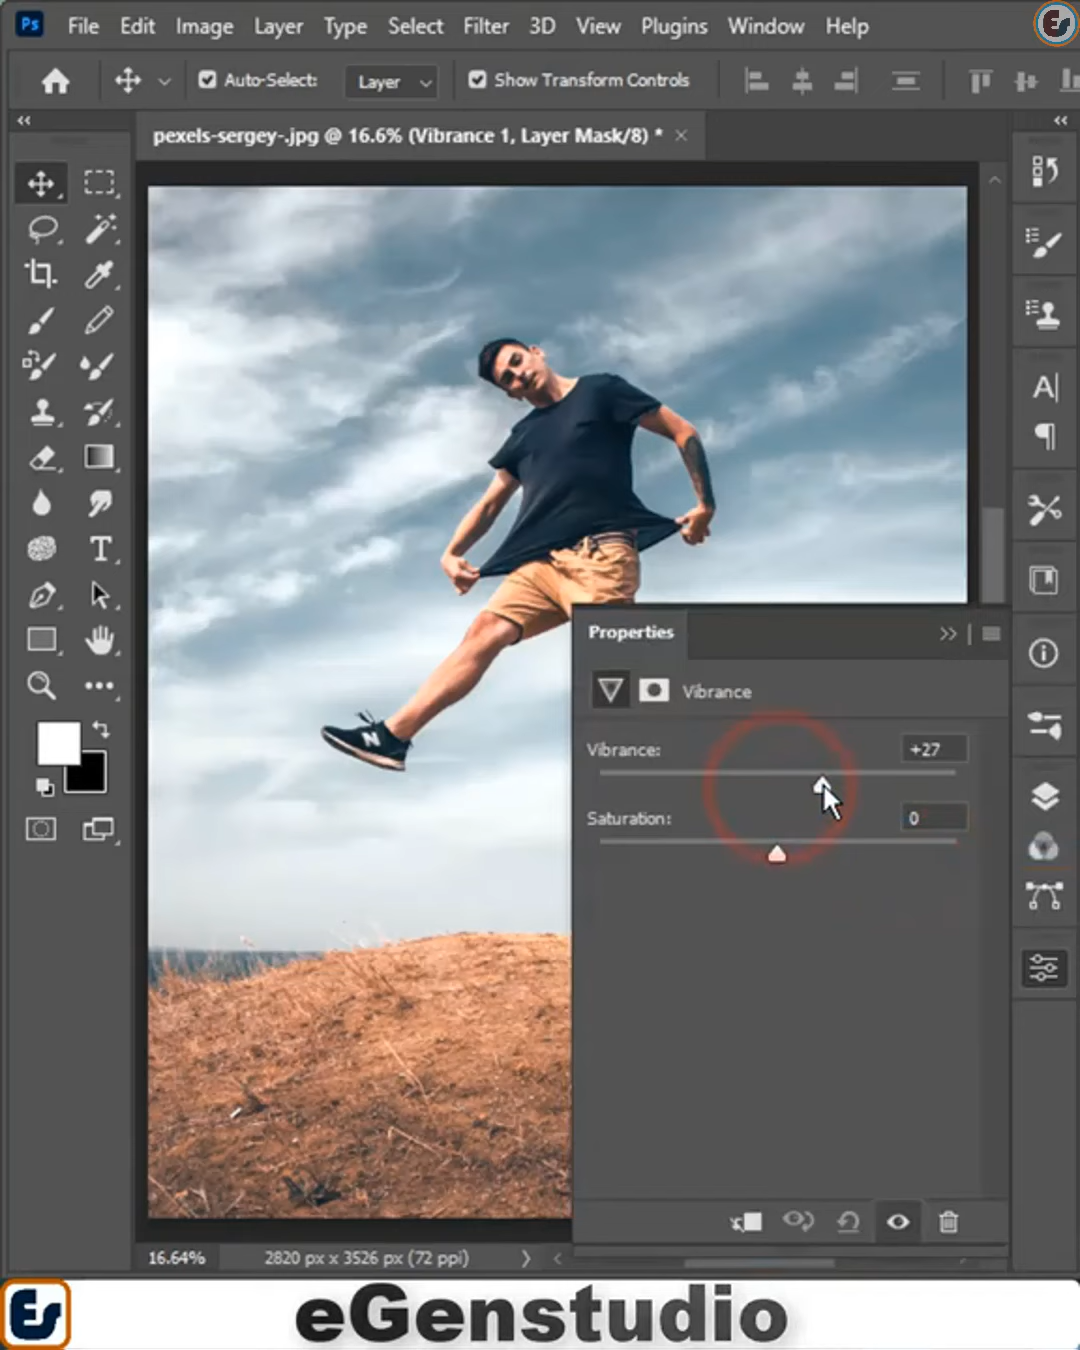 Ps File Edit Image Layer Type Select Filter 3D View Plugins Window Help
Es
Auto-Select: Layer Show Transform Controls
pexels-sergey-.jpg @ 16.6% (Vibrance 1, Layer Mask/8) * ×
N
Properties
Vibrance
Vibrance: +27
Saturation: 0
16.64% 2820 px x 3526 px (72 ppi)
Es eGenstudio